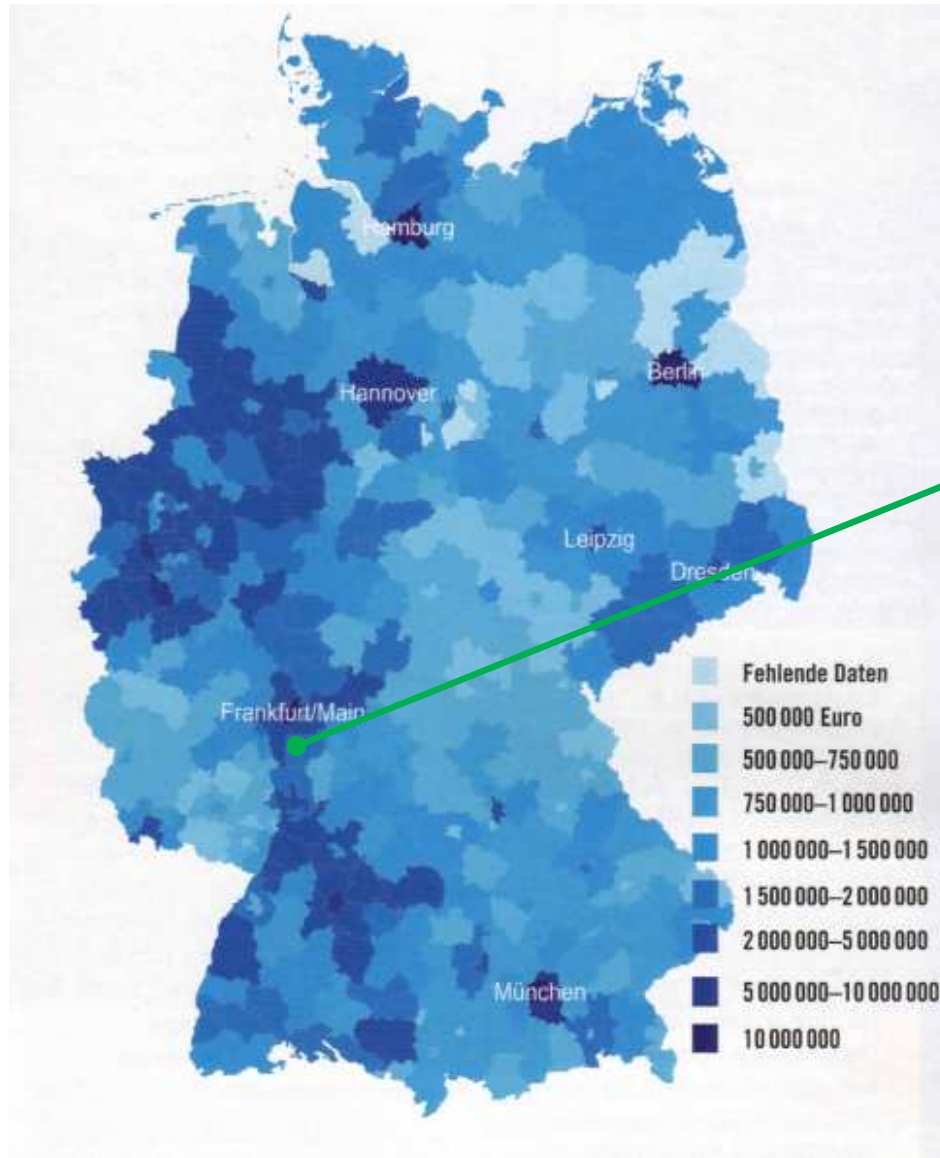 Hamburg
Berlin
Hannover
Leipzig
Dresden
Frankfurt/Main
München
Fehlende Daten
500 000 Euro
500 000–750 000
750 000–1 000 000
1 000 000–1 500 000
1 500 000–2 000 000
2 000 000–5 000 000
5 000 000–10 000 000
10 000 000